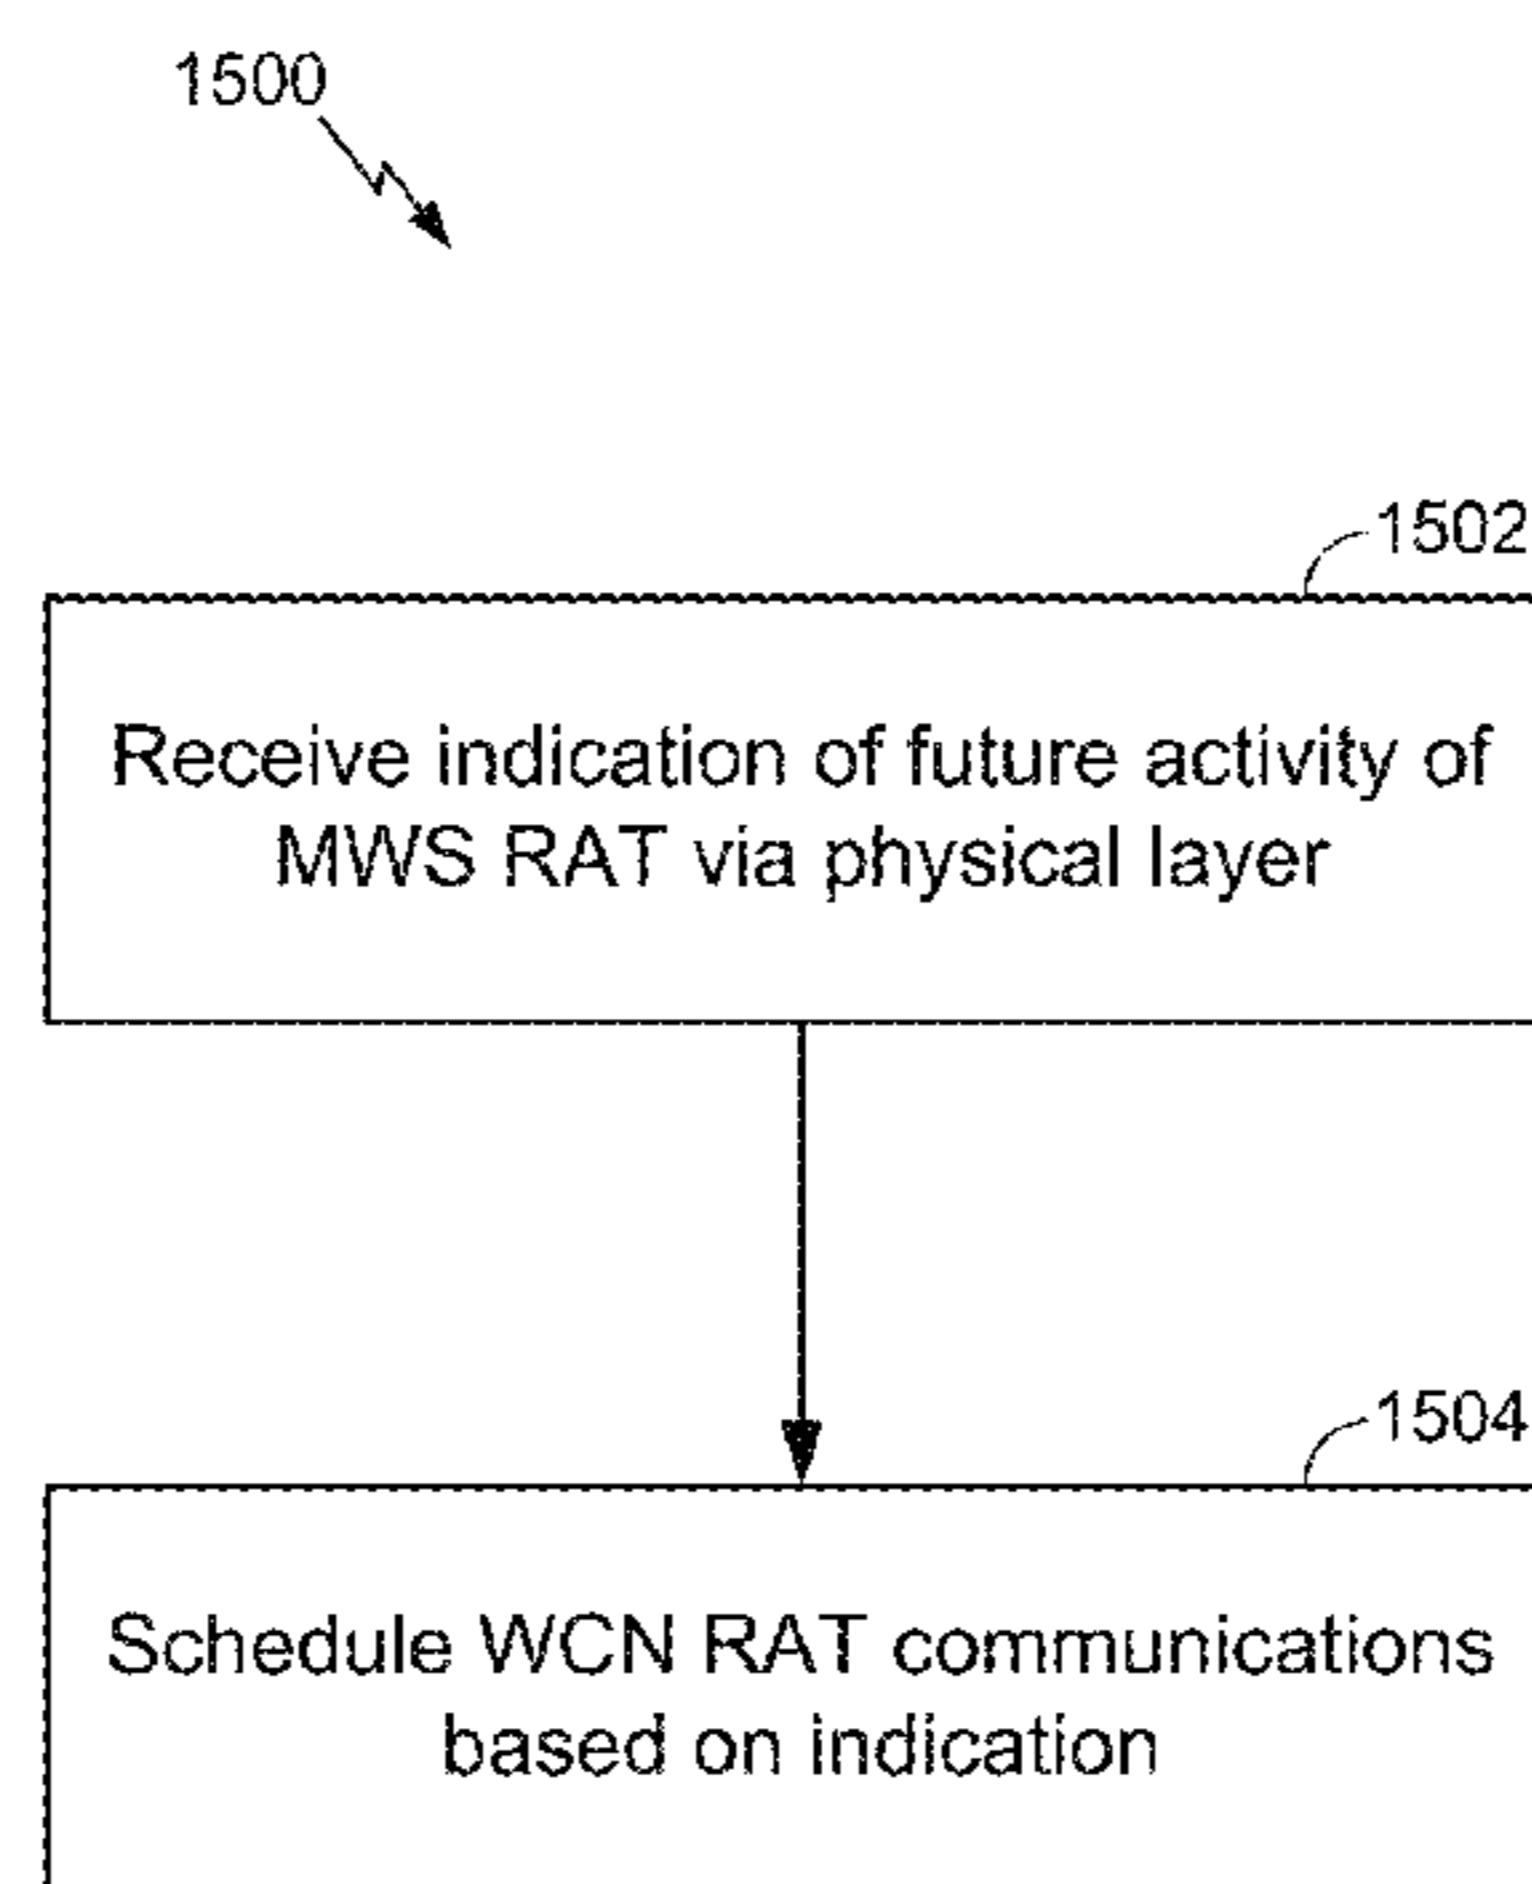 1500
1502
Receive indication of future activity of
MWS RAT via physical layer
1504
Schedule WCN RAT communications
based on indication